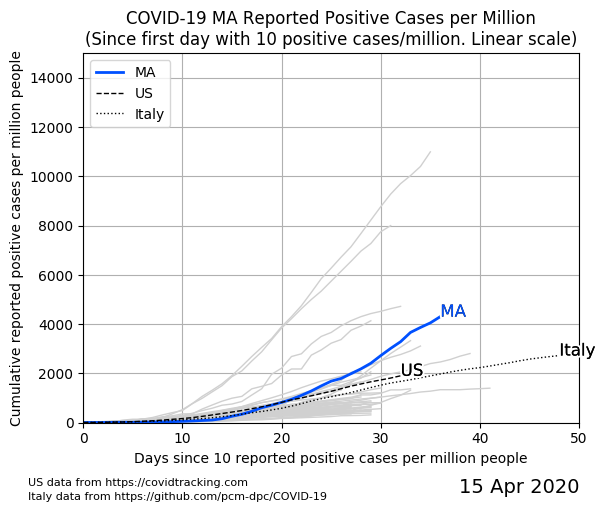 COVID-19 MA Reported Positive Cases per Million
(Since first day with 10 positive cases/million. Linear scale)
Cumulative reported positive cases per million people
14000
12000
10000
8000
6000
4000
2000
0
MA
US
Italy
MA
Italy
US
0 10 20 30 40 50
Days since 10 reported positive cases per million people
US data from https://covidtracking.com
Italy data from https://github.com/pcm-dpc/COVID-19
15 Apr 2020